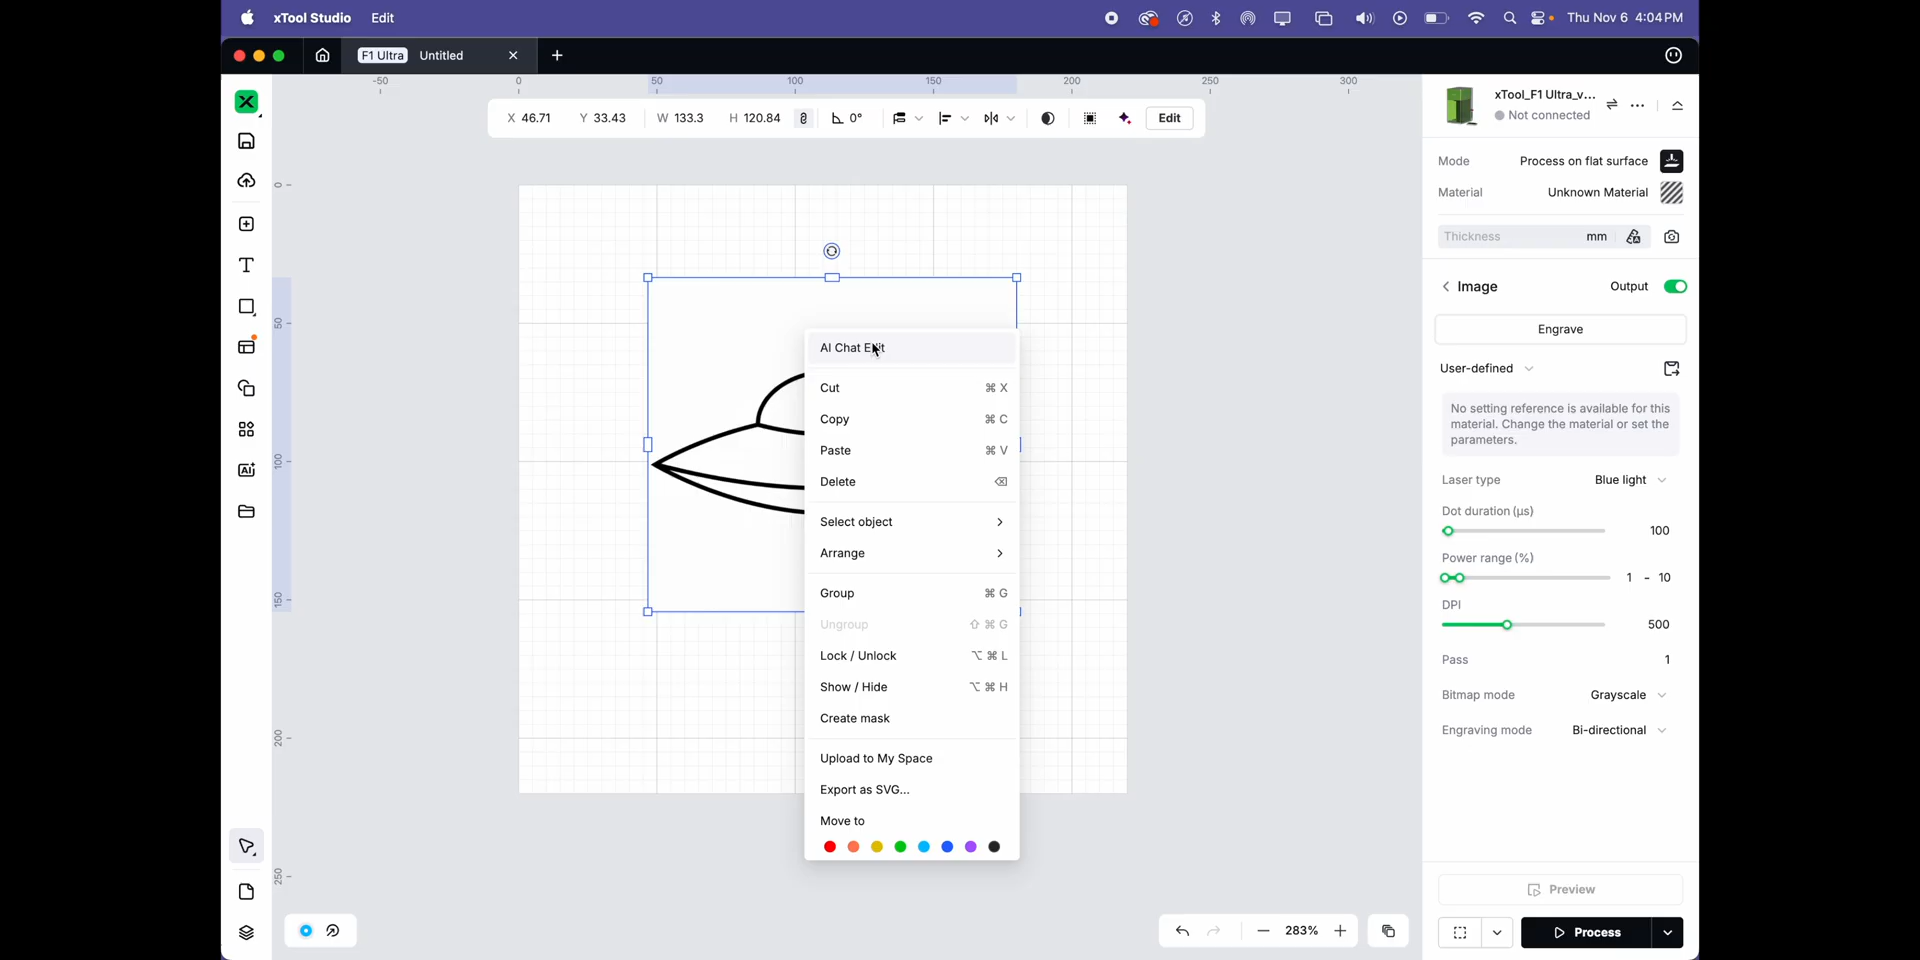 xTool Studio Edit Thu Nov 6 4:04 PM
F1 Ultra Untitled
-50 0 50 100 150 200 250 300
X 46.71 Y 33.43 W 133.3 H 120.84 0° Edit
0
50
100
150
200
250
AI Chat Edit
Cut ⌘ X
Copy ⌘ C
Paste ⌘ V
Delete ⌫
Select object
Arrange
Group ⌘ G
Ungroup ⇧ ⌘ G
Lock / Unlock ⌥ ⌘ L
Show / Hide ⌥ ⌘ H
Create mask
Upload to My Space
Export as SVG...
Move to
AI
283%
xTool_F1 Ultra_v...
Not connected
Mode Process on flat surface
Material Unknown Material
Thickness mm
Image Output
Engrave
User-defined
No setting reference is available for this
material. Change the material or set the
parameters.
Laser type Blue light
Dot duration (µs)
100
Power range (%)
1 - 10
DPI
500
Pass 1
Bitmap mode Grayscale
Engraving mode Bi-directional
Preview
Process